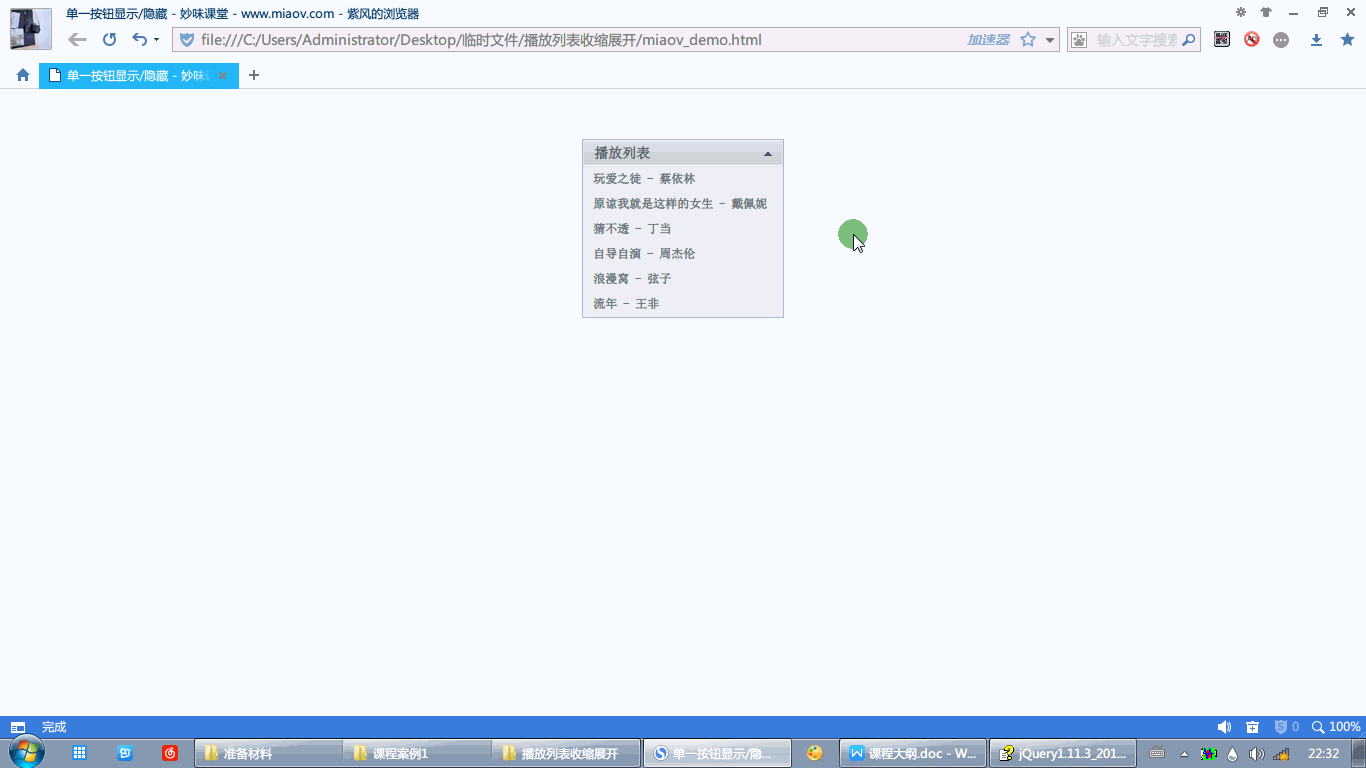 单一按钮显示/隐藏 - 妙味课堂 - www.miaov.com - 紫风的浏览器
file:///C:/Users/Administrator/Desktop/临时文件/播放列表收缩展开/miaov_demo.html
加速器
输入文字搜索
单一按钮显示/隐藏 - 妙味
播放列表
玩爱之徒 - 蔡依林
原谅我就是这样的女生 - 戴佩妮
猜不透 - 丁当
自导自演 - 周杰伦
浪漫窝 - 弦子
流年 - 王非
完成
0
100%
准备材料
课程案例1
播放列表收缩展开
单一按钮显示/隐...
课程大纲.doc - W...
jQuery1.11.3_201...
22:32